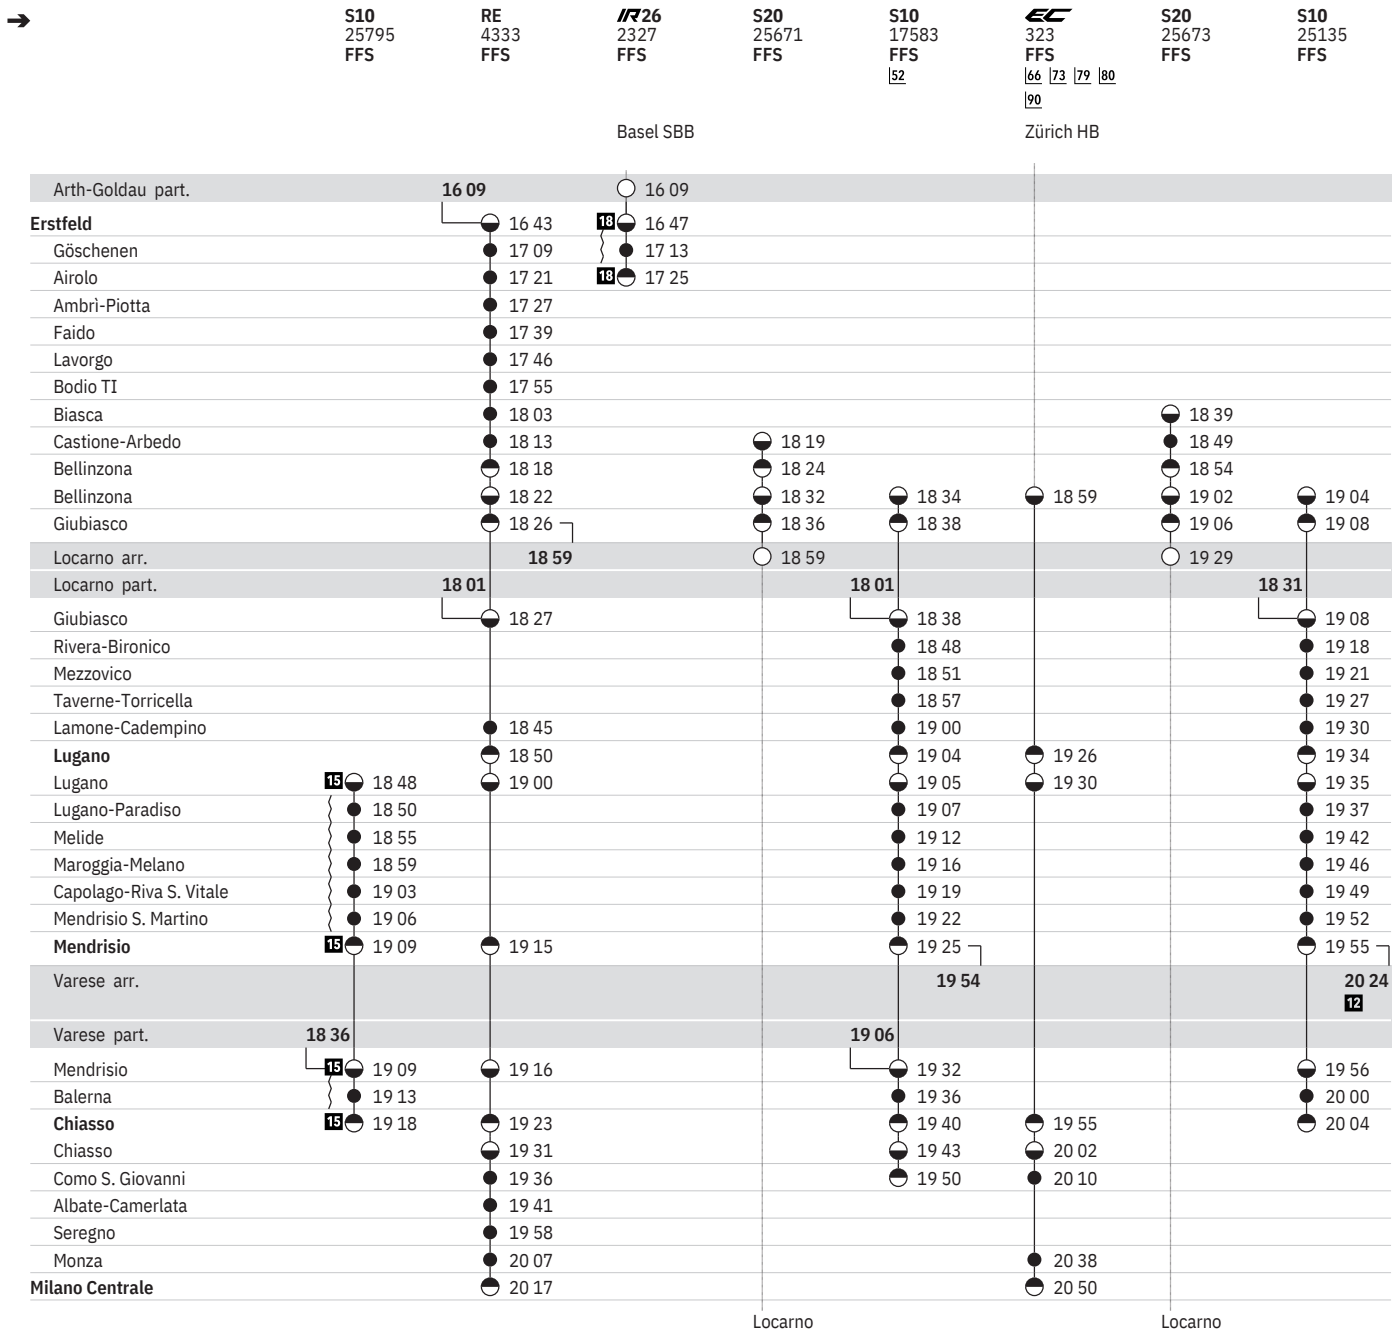 ➔ S10 RE IR26 S20 S10 EC S20 S10
25795 4333 2327 25671 17583 323 25673 25135
FFS FFS FFS FFS FFS FFS FFS FFS
52 66 73 79 80
90
Basel SBB Zürich HB
Arth-Goldau part. 16 09 16 09
Erstfeld 16 43 18 16 47
Göschenen 17 09 17 13
Airolo 17 21 18 17 25
Ambrì-Piotta 17 27
Faido 17 39
Lavorgo 17 46
Bodio TI 17 55
Biasca 18 03 18 39
Castione-Arbedo 18 13 18 19 18 49
Bellinzona 18 18 18 24 18 54
Bellinzona 18 22 18 32 18 34 18 59 19 02 19 04
Giubiasco 18 26 18 36 18 38 19 06 19 08
Locarno arr. 18 59 18 59 19 29
Locarno part. 18 01 18 01 18 31
Giubiasco 18 27 18 38 19 08
Rivera-Bironico 18 48 19 18
Mezzovico 18 51 19 21
Taverne-Torricella 18 57 19 27
Lamone-Cadempino 18 45 19 00 19 30
Lugano 18 50 19 04 19 26 19 34
Lugano 15 18 48 19 00 19 05 19 30 19 35
Lugano-Paradiso 18 50 19 07 19 37
Melide 18 55 19 12 19 42
Maroggia-Melano 18 59 19 16 19 46
Capolago-Riva S. Vitale 19 03 19 19 19 49
Mendrisio S. Martino 19 06 19 22 19 52
Mendrisio 15 19 09 19 15 19 25 19 55
Varese arr. 19 54 20 24
12
Varese part. 18 36 19 06
Mendrisio 15 19 09 19 16 19 32 19 56
Balerna 19 13 19 36 20 00
Chiasso 15 19 18 19 23 19 40 19 55 20 04
Chiasso 19 31 19 43 20 02
Como S. Giovanni 19 36 19 50 20 10
Albate-Camerlata 19 41
Seregno 19 58
Monza 20 07 20 38
Milano Centrale 20 17 20 50
Locarno Locarno